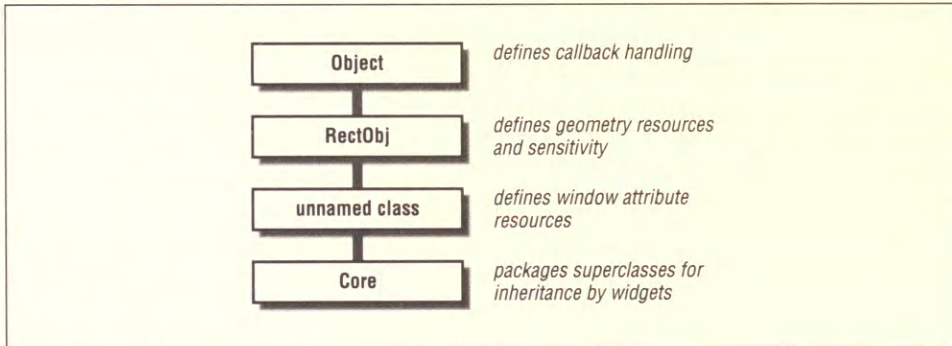 Object
defines callback handling
RectObj
defines geometry resources
and sensitivity
unnamed class
defines window attribute
resources
Core
packages superclasses for
inheritance by widgets